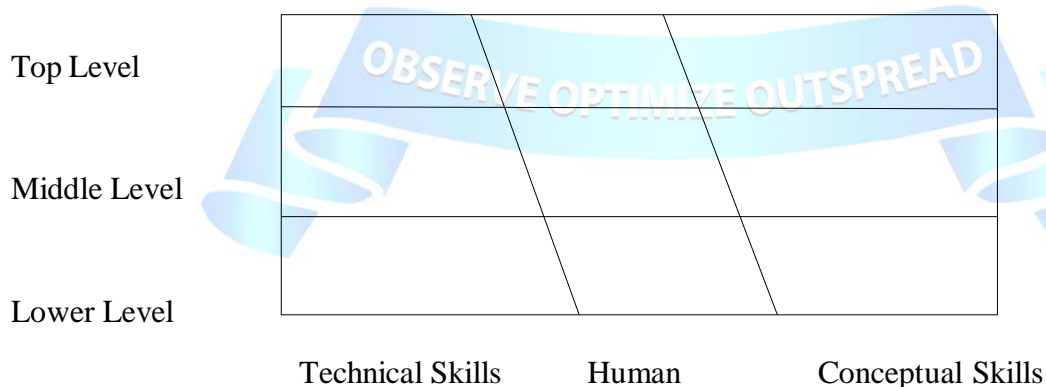 OBSERVE OPTIMIZE OUTSPREAD
Top Level
Middle Level
Lower Level
Technical Skills Human Conceptual Skills